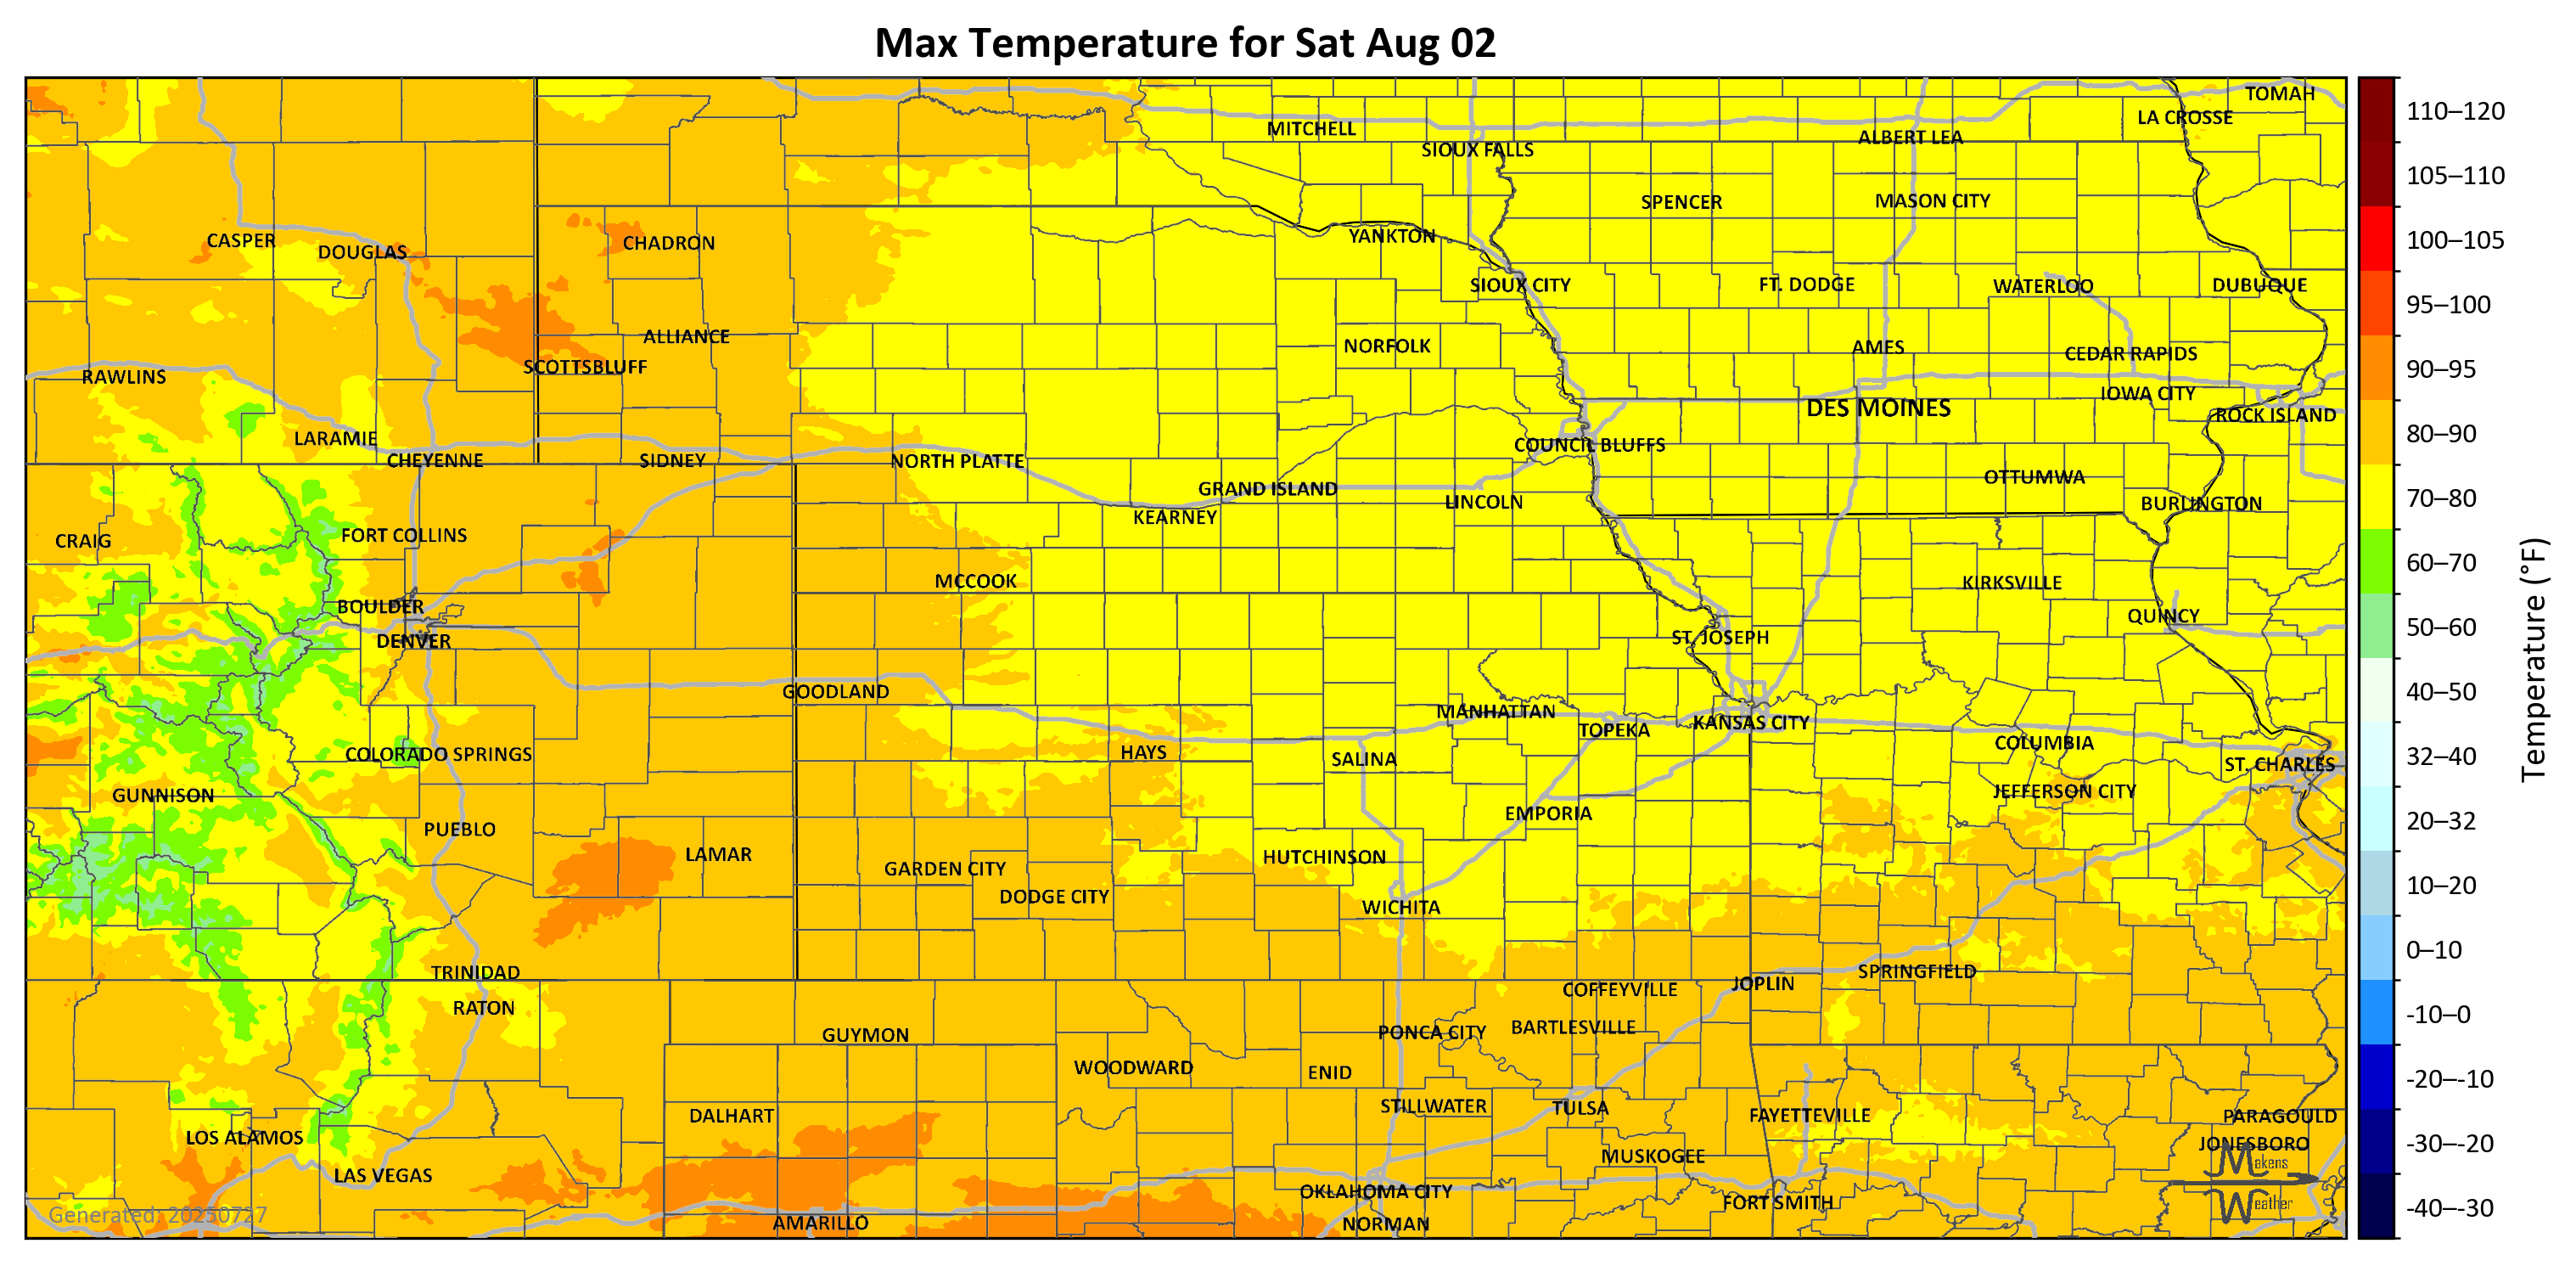 Max Temperature for Sat Aug 02
TOMAH
LA CROSSE
MITCHELL
ALBERT LEA
SIOUX FALLS
SPENCER
MASON CITY
CASPER
DOUGLAS
CHADRON
YANKTON
SIOUX CITY
FT. DODGE
WATERLOO
DUBUQUE
ALLIANCE
NORFOLK
AMES
CEDAR RAPIDS
SCOTTSBLUFF
RAWLINS
IOWA CITY
DES MOINES
ROCK ISLAND
LARAMIE
COUNCIL BLUFFS
CHEYENNE
SIDNEY
NORTH PLATTE
OTTUMWA
GRAND ISLAND
LINCOLN
BURLINGTON
KEARNEY
CRAIG
FORT COLLINS
MCCOOK
KIRKSVILLE
BOULDER
QUINCY
DENVER
ST. JOSEPH
GOODLAND
MANHATTAN
TOPEKA
KANSAS CITY
COLUMBIA
COLORADO SPRINGS
HAYS
SALINA
ST. CHARLES
GUNNISON
JEFFERSON CITY
EMPORIA
PUEBLO
LAMAR
HUTCHINSON
GARDEN CITY
DODGE CITY
WICHITA
TRINIDAD
SPRINGFIELD
JOPLIN
COFFEYVILLE
RATON
GUYMON
PONCA CITY
BARTLESVILLE
WOODWARD
ENID
STILLWATER
TULSA
DALHART
FAYETTEVILLE
PARAGOULD
LOS ALAMOS
JONESBORO
MUSKOGEE
LAS VEGAS
OKLAHOMA CITY
FORT SMITH
AMARILLO
NORMAN
Generated: 20250727
Makens
Weather
110–120
105–110
100–105
95–100
90–95
80–90
70–80
60–70
50–60
40–50
32–40
20–32
10–20
0–10
-10–0
-20–-10
-30–-20
-40–-30
Temperature (°F)